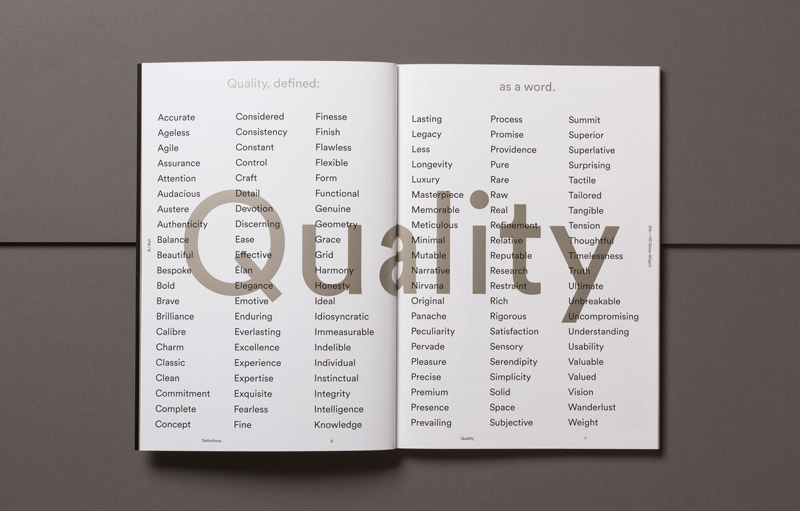 Quality, defined:
Accurate
Ageless
Agile
Assurance
Attention
Audacious
Austere
Authenticity
Balance
Beautiful
Bespoke
Bold
Brave
Brilliance
Calibre
Charm
Classic
Clean
Commitment
Complete
Concept
Considered
Consistency
Constant
Control
Craft
Detail
Devotion
Discerning
Ease
Effective
Élan
Elegance
Emotive
Enduring
Everlasting
Excellence
Experience
Expertise
Exquisite
Fearless
Fine
Finesse
Finish
Flawless
Flexible
Form
Functional
Genuine
Geometry
Grace
Grid
Harmony
Honesty
Ideal
Idiosyncratic
Immeasurable
Indelible
Individual
Instinctual
Integrity
Intelligence
Knowledge
Definitions
6
as a word.
Lasting
Legacy
Less
Longevity
Luxury
Masterpiece
Memorable
Meticulous
Minimal
Mutable
Narrative
Nirvana
Original
Panache
Peculiarity
Pervade
Pleasure
Precise
Premium
Presence
Prevailing
Process
Promise
Providence
Pure
Rare
Raw
Real
Refinement
Relative
Reputable
Research
Restraint
Rich
Rigorous
Satisfaction
Sensory
Serendipity
Simplicity
Solid
Space
Subjective
Summit
Superior
Superlative
Surprising
Tactile
Tailored
Tangible
Tension
Thoughtful
Timelessness
Truth
Ultimate
Unbreakable
Uncompromising
Understanding
Usability
Valuable
Valued
Vision
Wanderlust
Weight
Quality
7
Quality